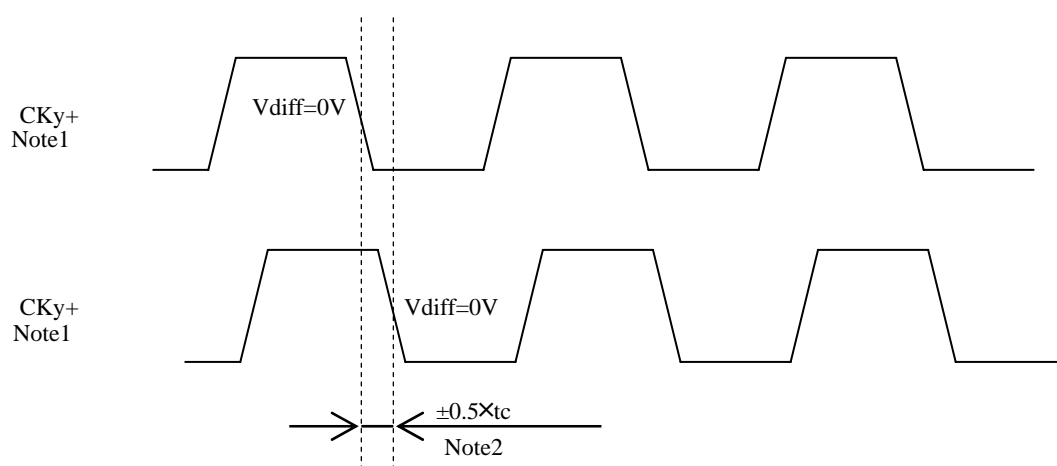 Vdiff=0V
CKy+
Note1
CKy+
Note1
Vdiff=0V
±0.5×tc
Note2